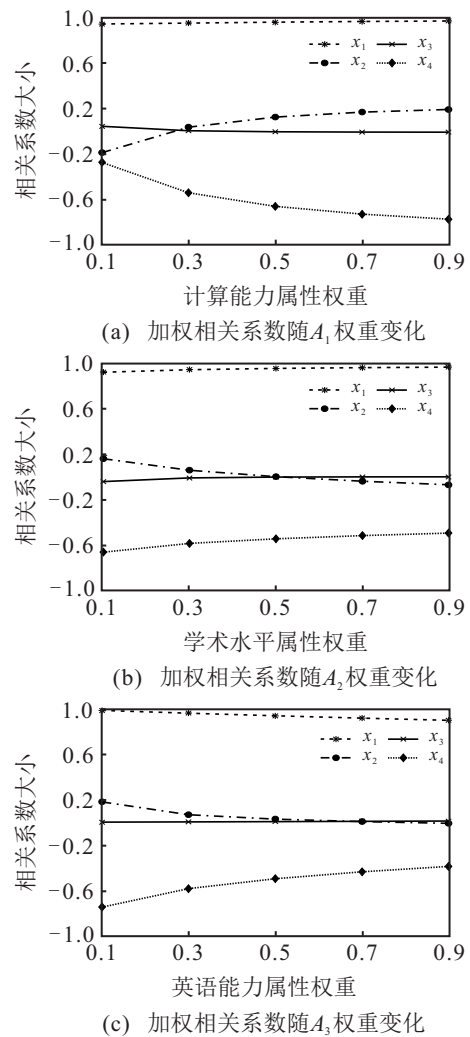 相关系数大小
1.0
0.6
0.2
−0.2
−0.6
−1.0
x₁ x₃
x₂ x₄
0.1 0.3 0.5 0.7 0.9
计算能力属性权重
(a) 加权相关系数随A₁权重变化
相关系数大小
1.0
0.6
0.2
−0.2
−0.6
−1.0
x₁ x₃
x₂ x₄
0.1 0.3 0.5 0.7 0.9
学术水平属性权重
(b) 加权相关系数随A₂权重变化
相关系数大小
1.0
0.6
0.2
−0.2
−0.6
−1.0
x₁ x₃
x₂ x₄
0.1 0.3 0.5 0.7 0.9
英语能力属性权重
(c) 加权相关系数随A₃权重变化